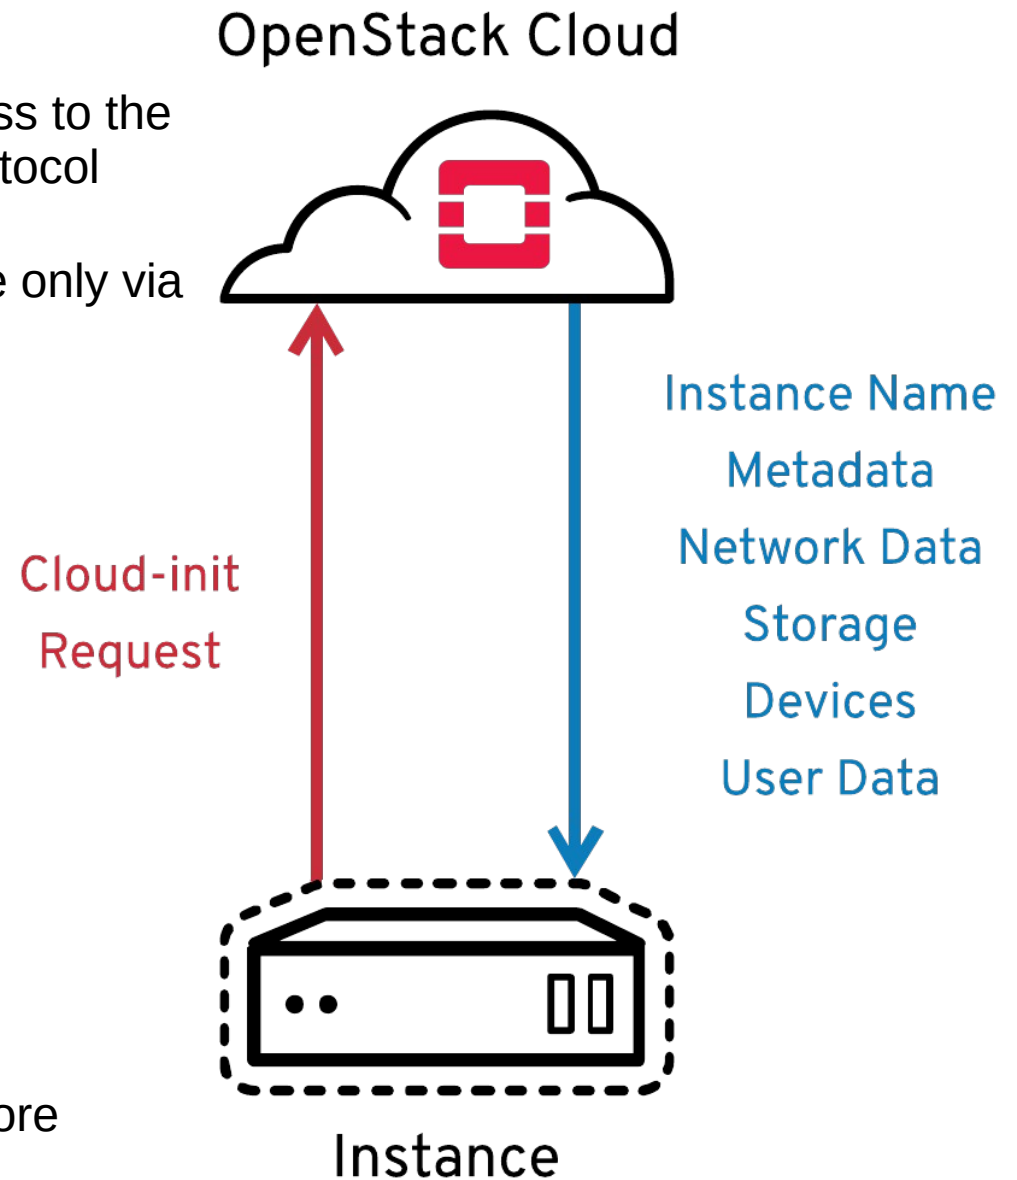 OpenStack Cloud
ss to the
tocol
e only via
Instance Name
Metadata
Network Data
Storage
Devices
User Data
Cloud-init
Request
ore
Instance